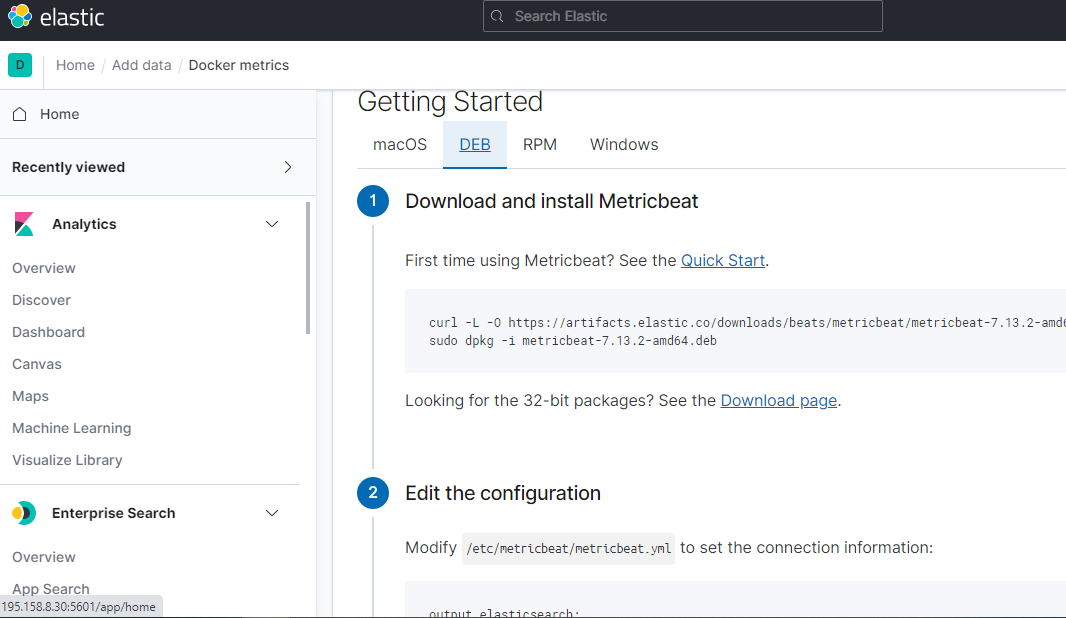 elastic
Search Elastic
D
Home / Add data / Docker metrics
Home
Recently viewed
Analytics
Overview
Discover
Dashboard
Canvas
Maps
Machine Learning
Visualize Library
Enterprise Search
Overview
App Search
195.158.8.30:5601/app/home
Getting Started
macOS DEB RPM Windows
1 Download and install Metricbeat
First time using Metricbeat? See the Quick Start.
curl -L -O https://artifacts.elastic.co/downloads/beats/metricbeat/metricbeat-7.13.2-amd6
sudo dpkg -i metricbeat-7.13.2-amd64.deb
Looking for the 32-bit packages? See the Download page.
2 Edit the configuration
Modify /etc/metricbeat/metricbeat.yml to set the connection information:
output.elasticsearch: